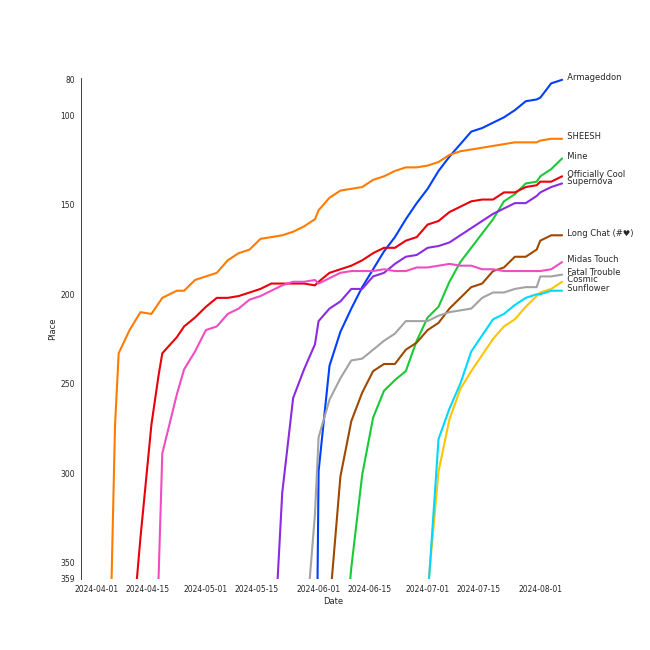 80
100
150
200
250
300
350
359
Place
Armageddon
SHEESH
Mine
Officially Cool
Supernova
Long Chat (#♥)
Midas Touch
Fatal Trouble
Cosmic
Sunflower
2024-04-01 2024-04-15 2024-05-01 2024-05-15 2024-06-01 2024-06-15 2024-07-01 2024-07-15 2024-08-01
Date